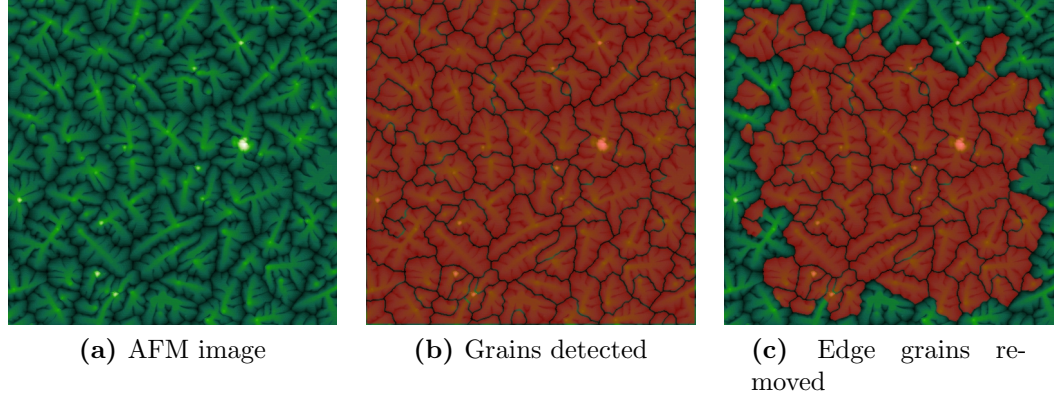 (a) AFM image
(b) Grains detected
(c) Edge grains re-
moved